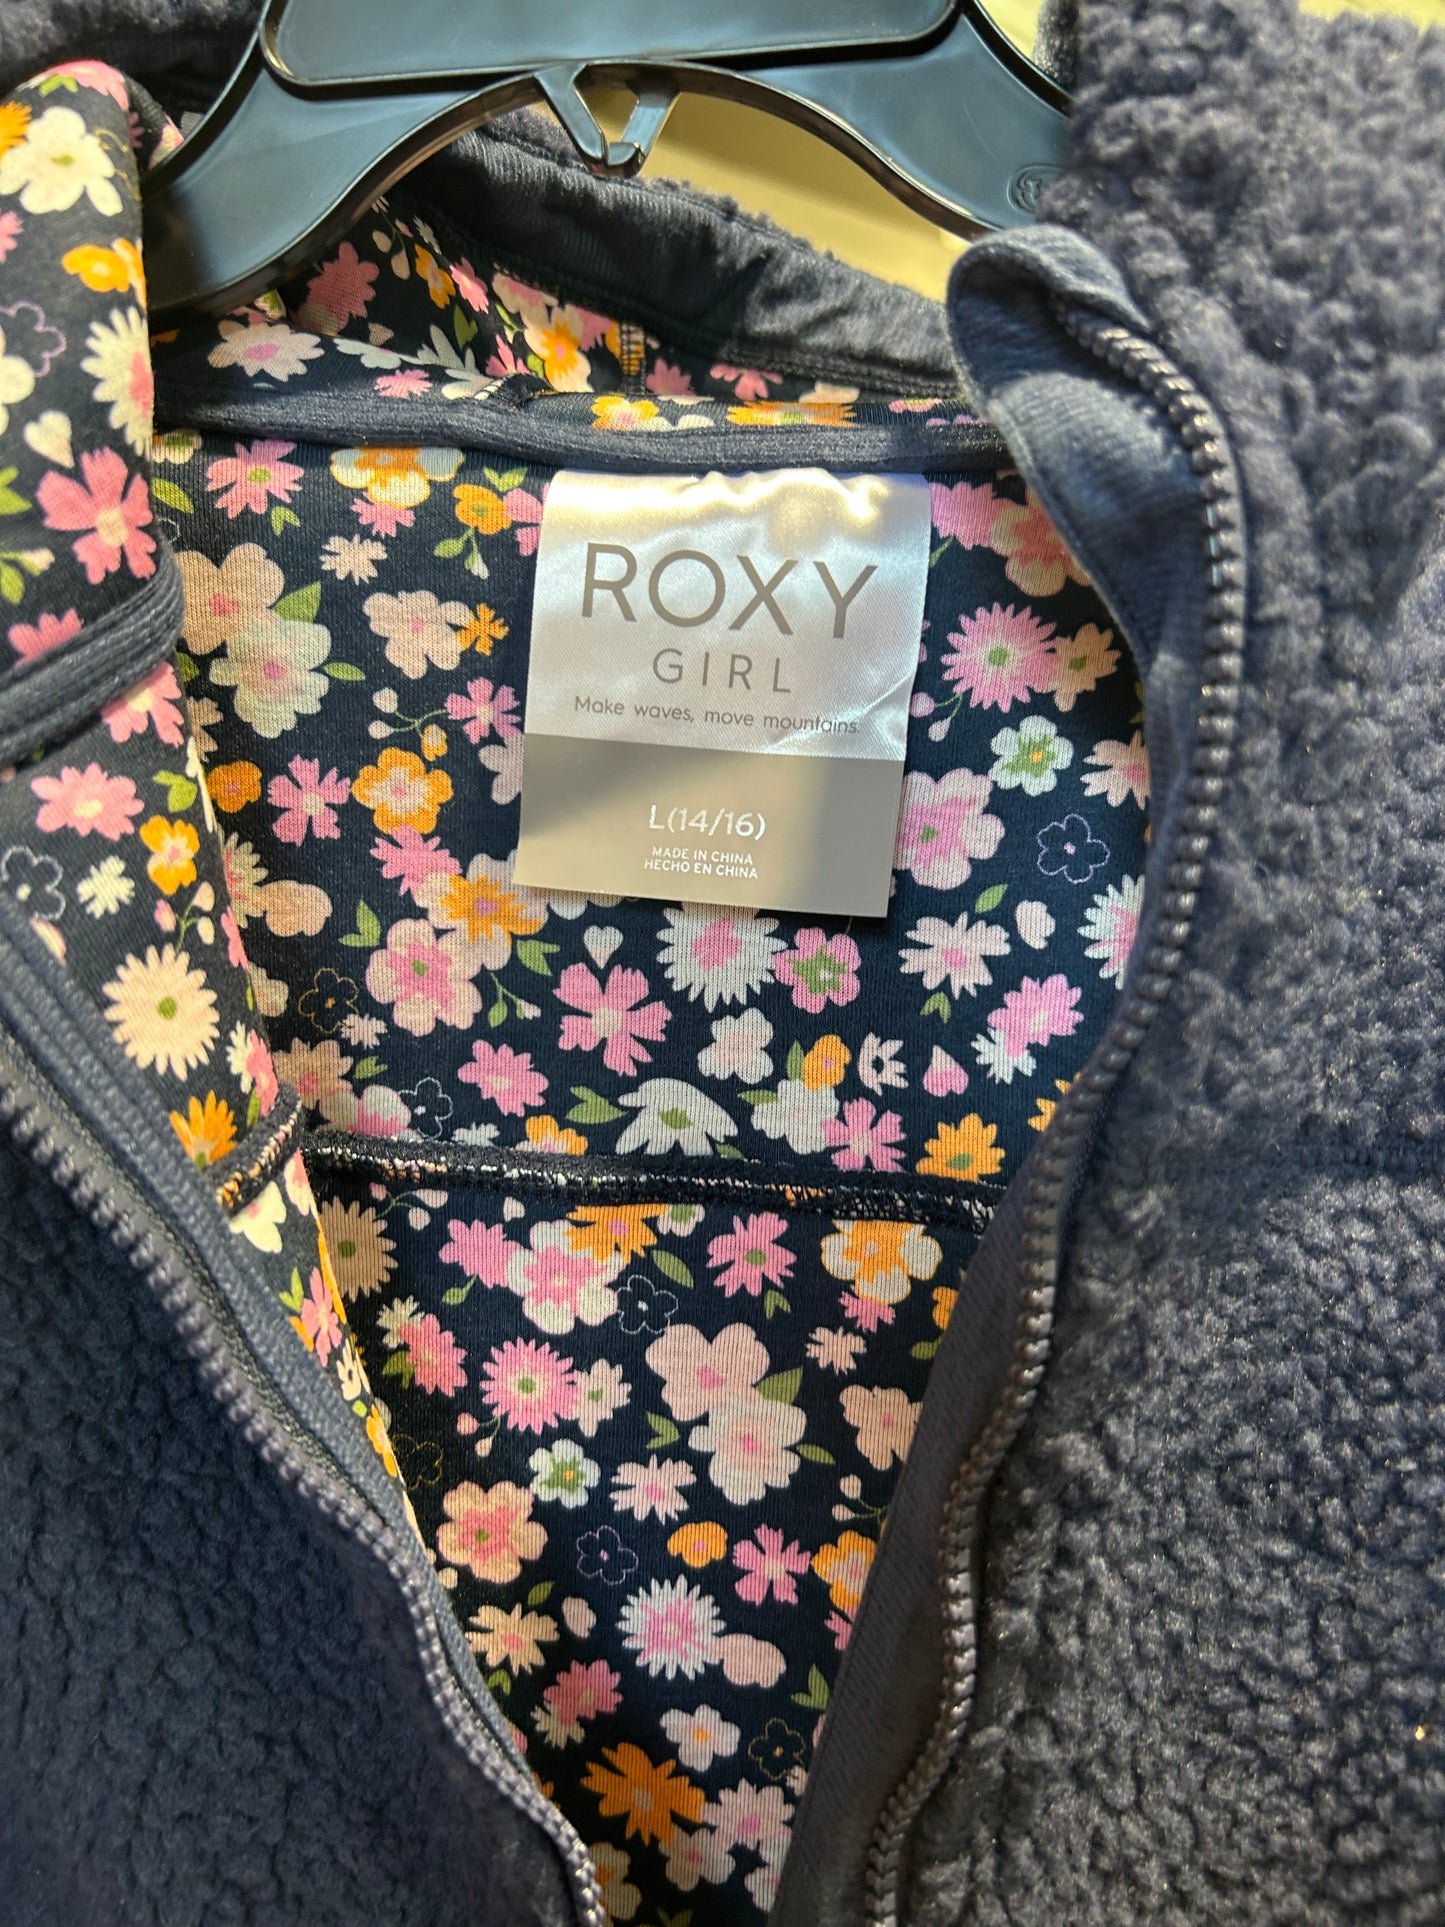 ROXY
GIRL
Make waves, move mountains.
L(14/16)
MADE IN CHINA
HECHO EN CHINA